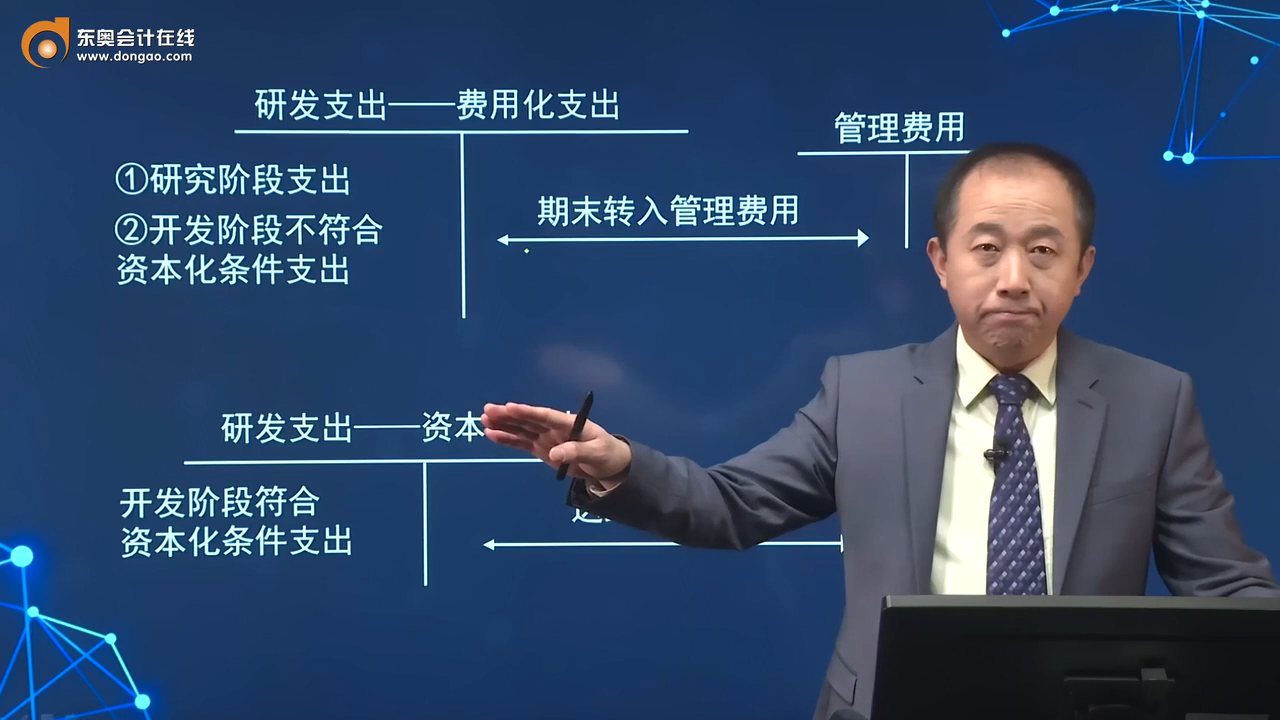 东奥会计在线
www.dongao.com
研发支出——费用化支出
管理费用
①研究阶段支出
②开发阶段不符合
资本化条件支出
期末转入管理费用
研发支出——资本
开发阶段符合
资本化条件支出